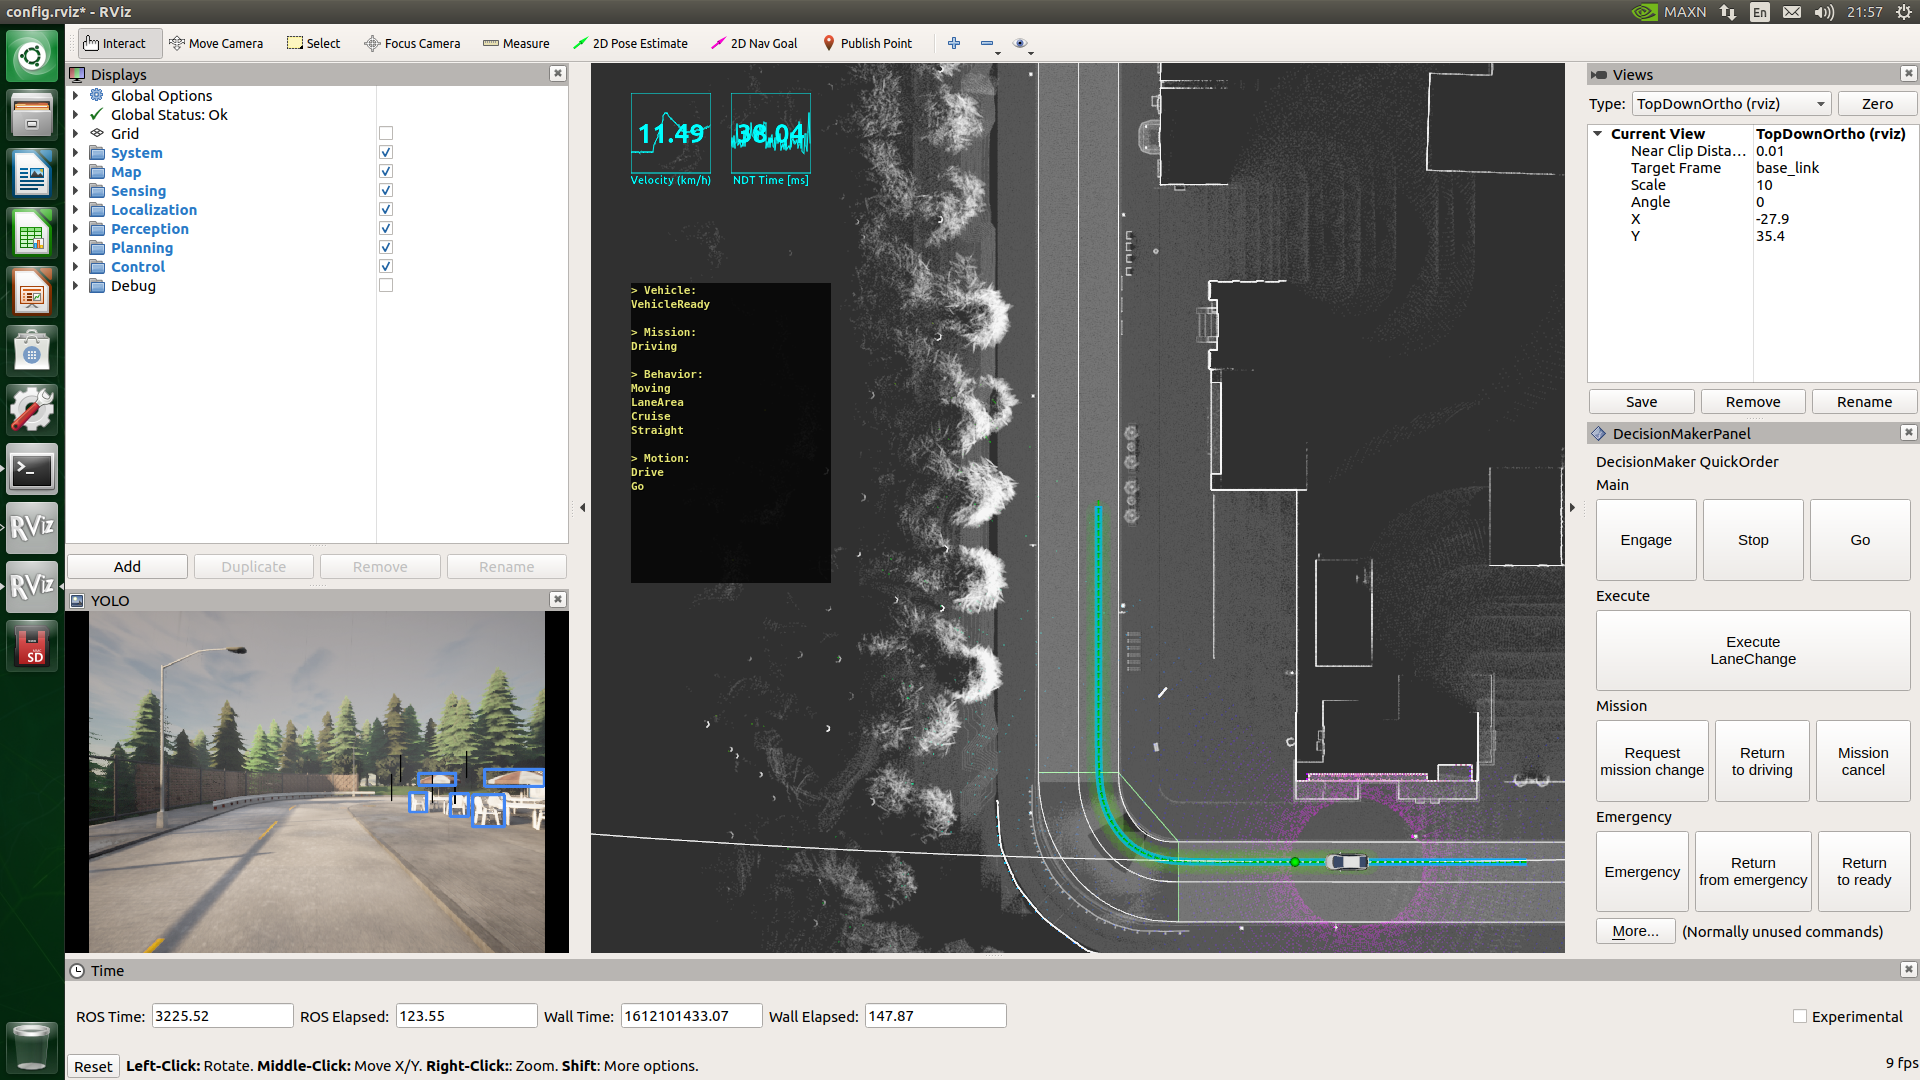 config.rviz* - RViz
MAXN
En
21:57
Interact
Move Camera
Select
Focus Camera
Measure
2D Pose Estimate
2D Nav Goal
Publish Point
Displays
Global Options
Global Status: Ok
Grid
System
Map
Sensing
Localization
Perception
Planning
Control
Debug
Add
Duplicate
Remove
Rename
YOLO
RViz
RViz
SD
11.49
Velocity (km/h)
38.04
NDT Time [ms]
> Vehicle:
VehicleReady
> Mission:
Driving
> Behavior:
Moving
LaneArea
Cruise
Straight
> Motion:
Drive
Go
Views
Type:
TopDownOrtho (rviz)
Zero
Current View TopDownOrtho (rviz)
Near Clip Dista... 0.01
Target Frame base_link
Scale 10
Angle 0
X -27.9
Y 35.4
Save
Remove
Rename
DecisionMakerPanel
DecisionMaker QuickOrder
Main
Engage
Stop
Go
Execute
Execute
LaneChange
Mission
Request
mission change
Return
to driving
Mission
cancel
Emergency
Emergency
Return
from emergency
Return
to ready
More...
(Normally unused commands)
Time
ROS Time: 3225.52
ROS Elapsed: 123.55
Wall Time: 1612101433.07
Wall Elapsed: 147.87
Experimental
Reset
Left-Click: Rotate. Middle-Click: Move X/Y. Right-Click:: Zoom. Shift: More options.
9 fps